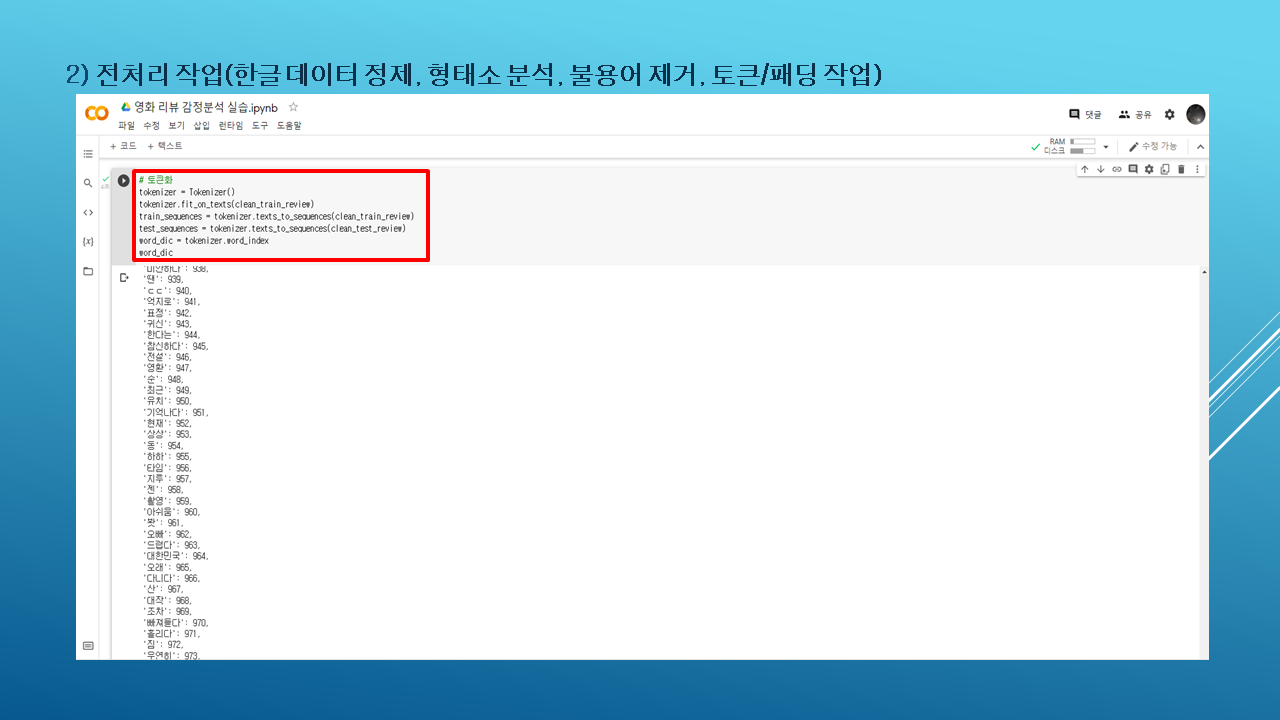 2) 전처리 작업(한글 데이터 정제, 형태소 분석, 불용어 제거, 토큰/패딩 작업)
영화 리뷰 감정분석 실습.ipynb
댓글 공유
파일 수정 보기 삽입 런타임 도구 도움말
+ 코드 + 텍스트
RAM
디스크
수정 가능
# 토큰화
tokenizer = Tokenizer()
tokenizer.fit_on_texts(clean_train_review)
train_sequences = tokenizer.texts_to_sequences(clean_train_review)
test_sequences = tokenizer.texts_to_sequences(clean_test_review)
word_dic = tokenizer.word_index
word_dic
'미안하다': 938,
'땐': 939,
'ㄷㄷ': 940,
'억지로': 941,
'표정': 942,
'귀신': 943,
'한다는': 944,
'참신하다': 945,
'전설': 946,
'영환': 947,
'순': 948,
'최근': 949,
'유치': 950,
'기억나다': 951,
'현재': 952,
'상상': 953,
'동': 954,
'하하': 955,
'타임': 956,
'지루': 957,
'젠': 958,
'촬영': 959,
'아쉬움': 960,
'봣': 961,
'오빠': 962,
'드럽다': 963,
'대한민국': 964,
'오래': 965,
'다니다': 966,
'산': 967,
'대작': 968,
'조차': 969,
'빠져들다': 970,
'흘리다': 971,
'짐': 972,
'우연히': 973,